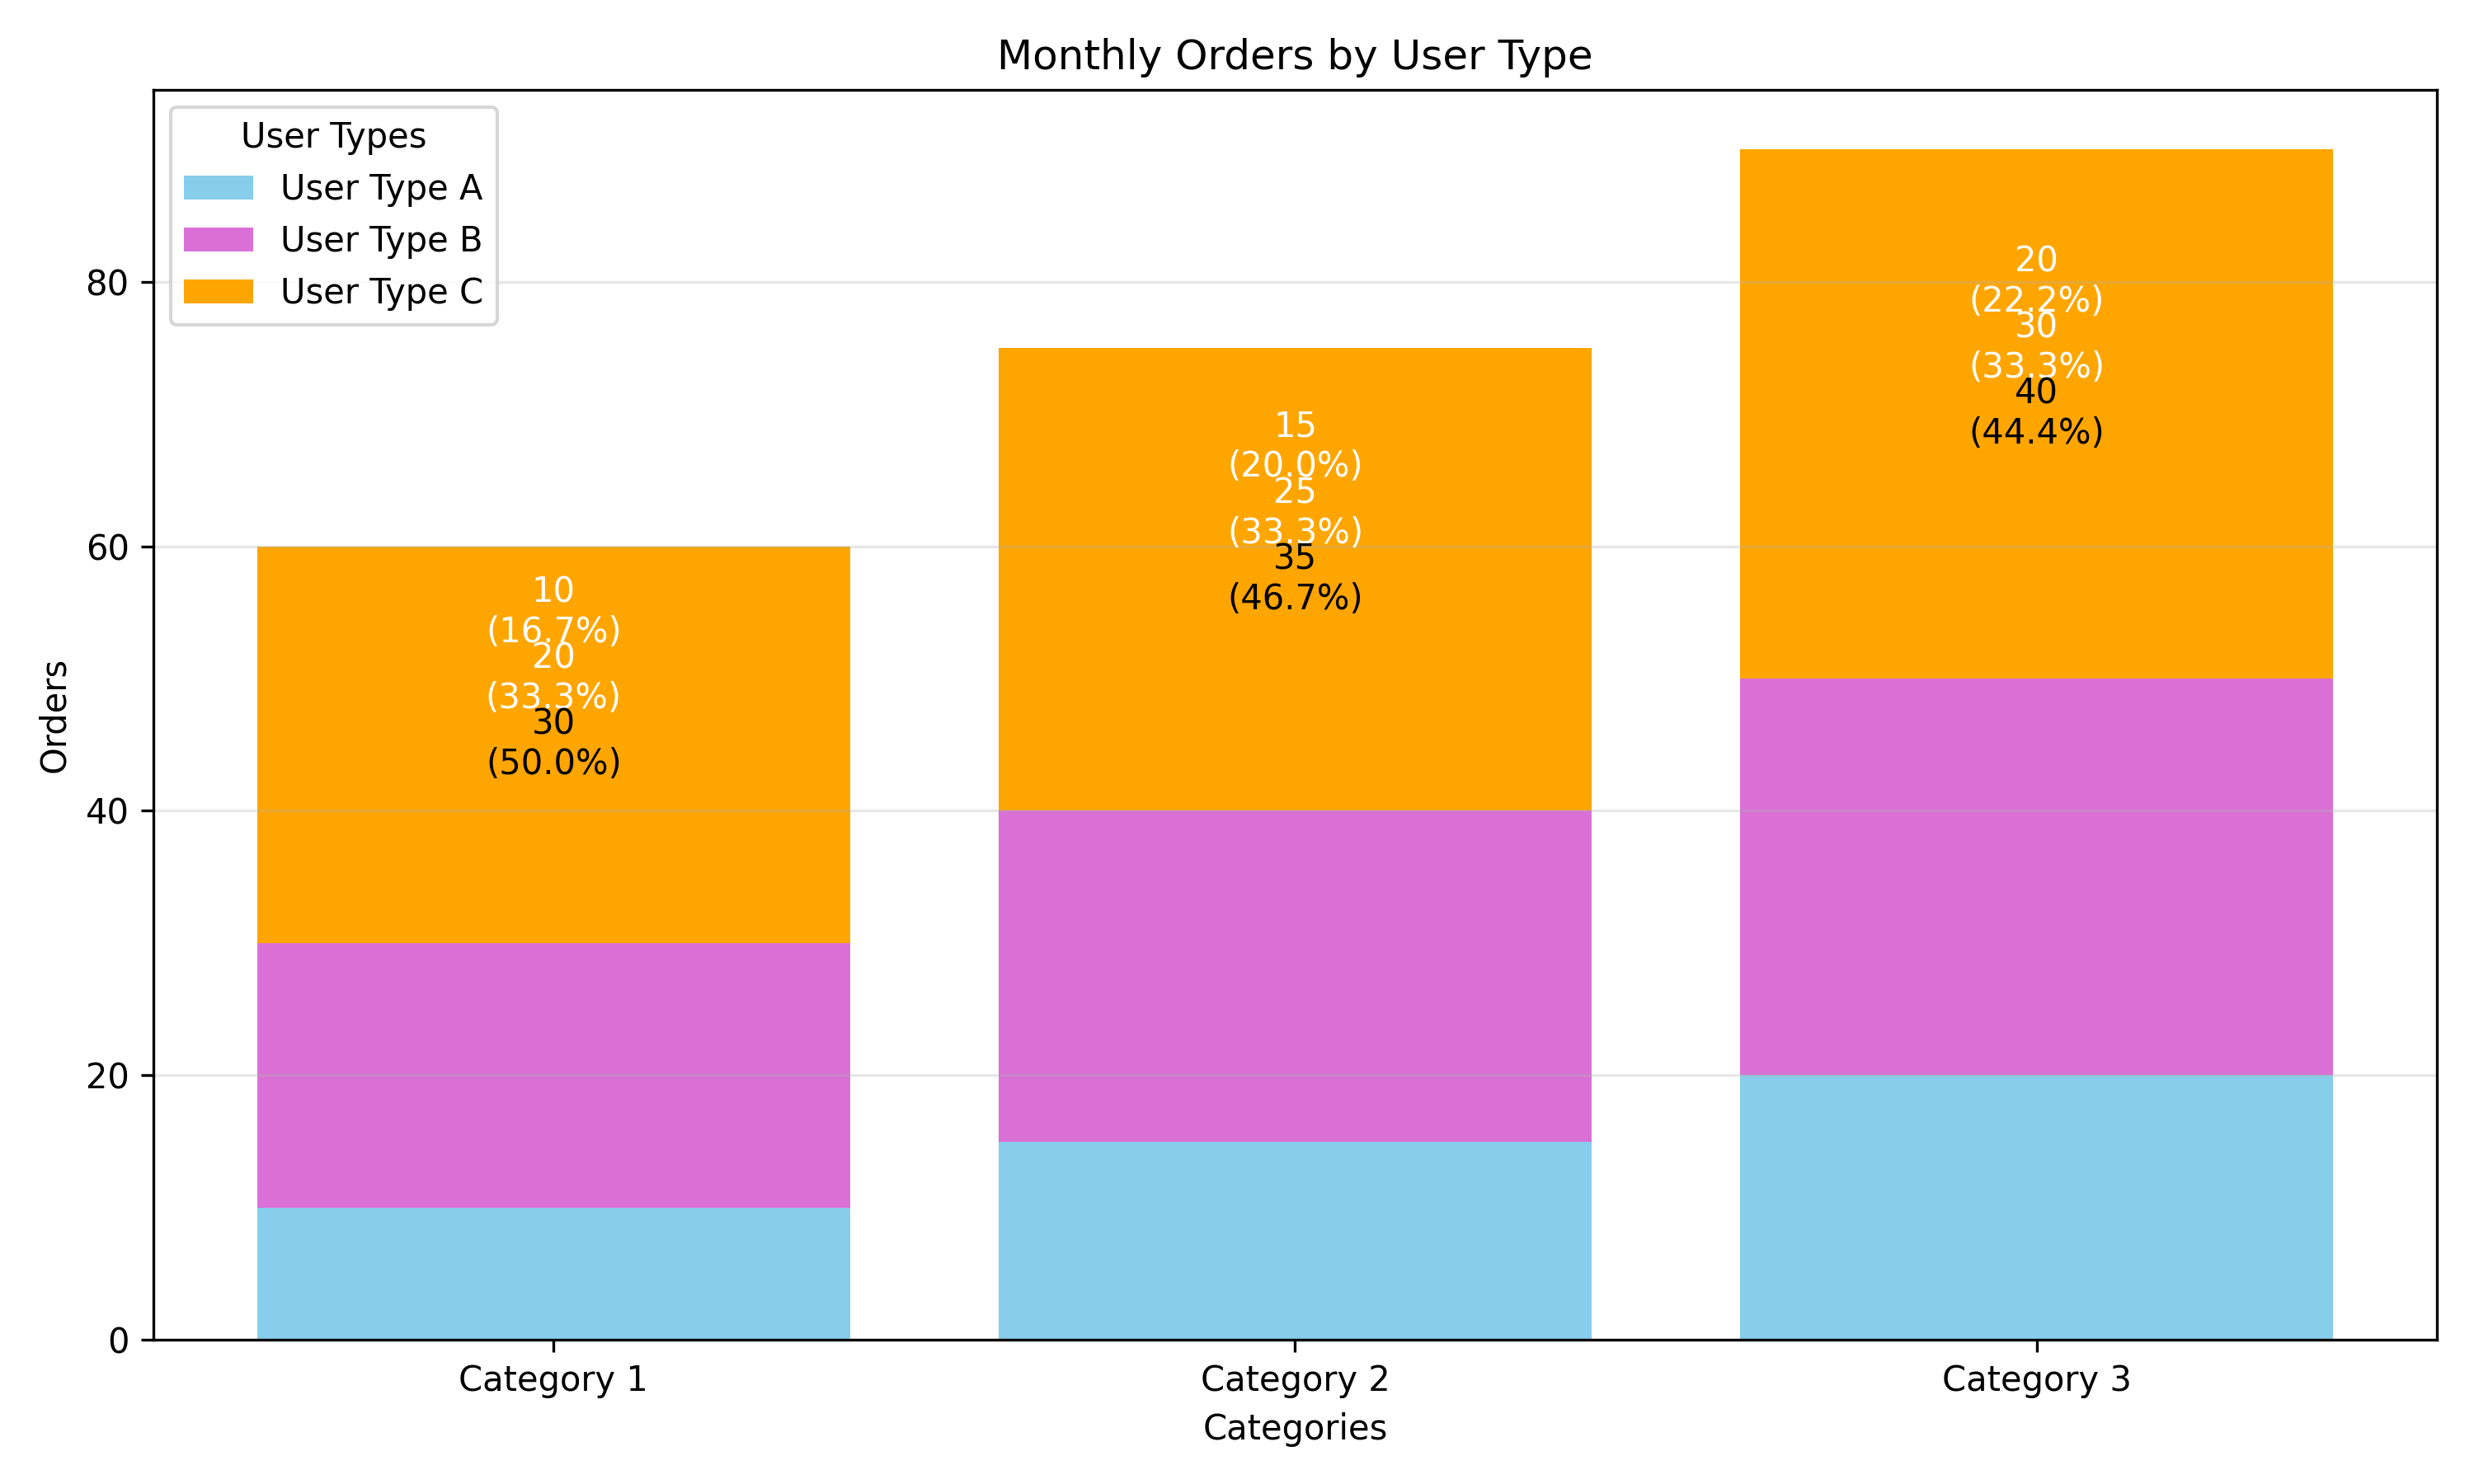 Monthly Orders by User Type
User Types
User Type A
User Type B
User Type C
Orders
80
60
40
20
0
10
(16.7%)
20
(33.3%)
30
(50.0%)
15
(20.0%)
25
(33.3%)
35
(46.7%)
20
(22.2%)
30
(33.3%)
40
(44.4%)
Category 1
Category 2
Category 3
Categories